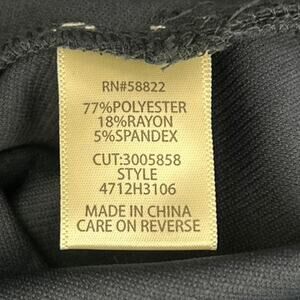 RN#58822
77%POLYESTER
18%RAYON
5%SPANDEX
CUT:3005858
STYLE
4712H3106
MADE IN CHINA
CARE ON REVERSE